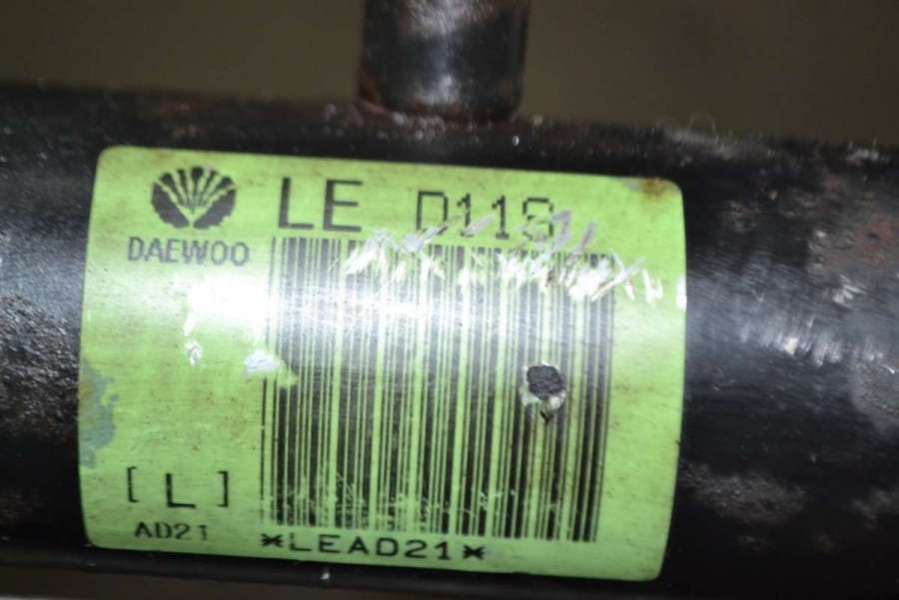 LE D118
DAEWOO
[ L ]
AD21
*LEAD21*